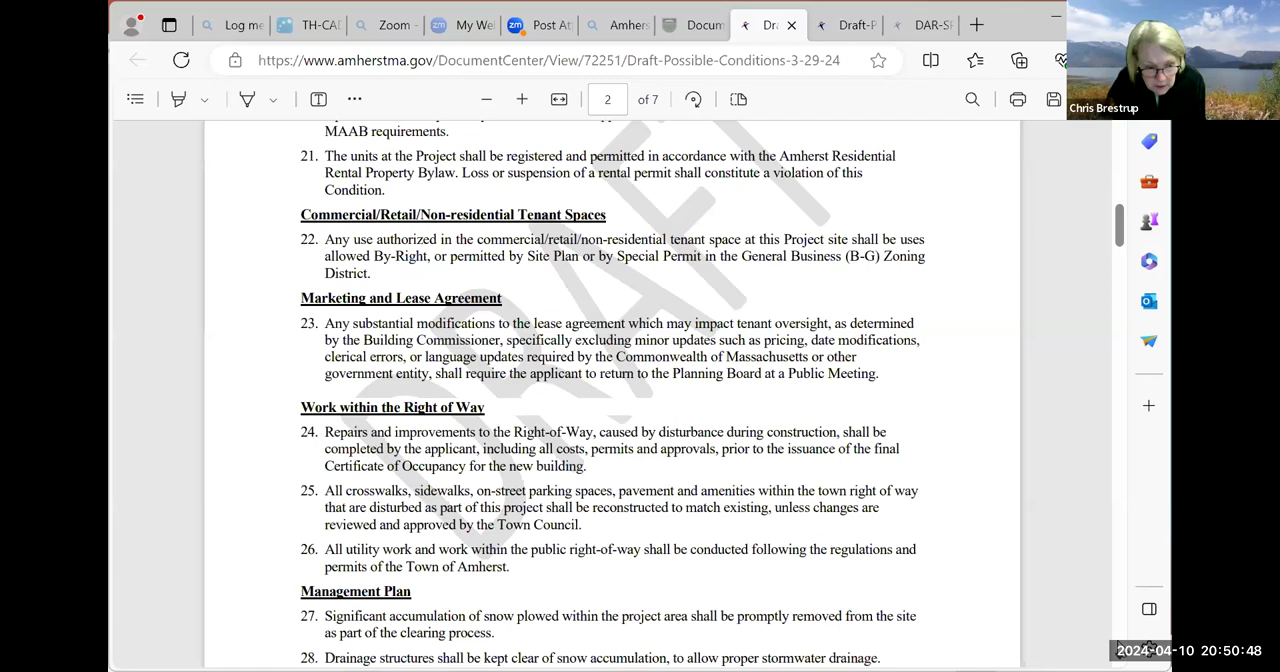 Log me
TH-CAD
Zoom -
My Wel
Post At
Amhers
Docum
Dra
Draft-P
DAR-SP
https://www.amherstma.gov/DocumentCenter/View/72251/Draft-Possible-Conditions-3-29-24
2 of 7
Chris Brestrup
MAAB requirements.
21. The units at the Project shall be registered and permitted in accordance with the Amherst Residential
Rental Property Bylaw. Loss or suspension of a rental permit shall constitute a violation of this
Condition.
Commercial/Retail/Non-residential Tenant Spaces
22. Any use authorized in the commercial/retail/non-residential tenant space at this Project site shall be uses
allowed By-Right, or permitted by Site Plan or by Special Permit in the General Business (B-G) Zoning
District.
Marketing and Lease Agreement
23. Any substantial modifications to the lease agreement which may impact tenant oversight, as determined
by the Building Commissioner, specifically excluding minor updates such as pricing, date modifications,
clerical errors, or language updates required by the Commonwealth of Massachusetts or other
government entity, shall require the applicant to return to the Planning Board at a Public Meeting.
Work within the Right of Way
24. Repairs and improvements to the Right-of-Way, caused by disturbance during construction, shall be
completed by the applicant, including all costs, permits and approvals, prior to the issuance of the final
Certificate of Occupancy for the new building.
25. All crosswalks, sidewalks, on-street parking spaces, pavement and amenities within the town right of way
that are disturbed as part of this project shall be reconstructed to match existing, unless changes are
reviewed and approved by the Town Council.
26. All utility work and work within the public right-of-way shall be conducted following the regulations and
permits of the Town of Amherst.
Management Plan
27. Significant accumulation of snow plowed within the project area shall be promptly removed from the site
as part of the clearing process.
28. Drainage structures shall be kept clear of snow accumulation, to allow proper stormwater drainage.
DRAFT
2024-04-10 20:50:48